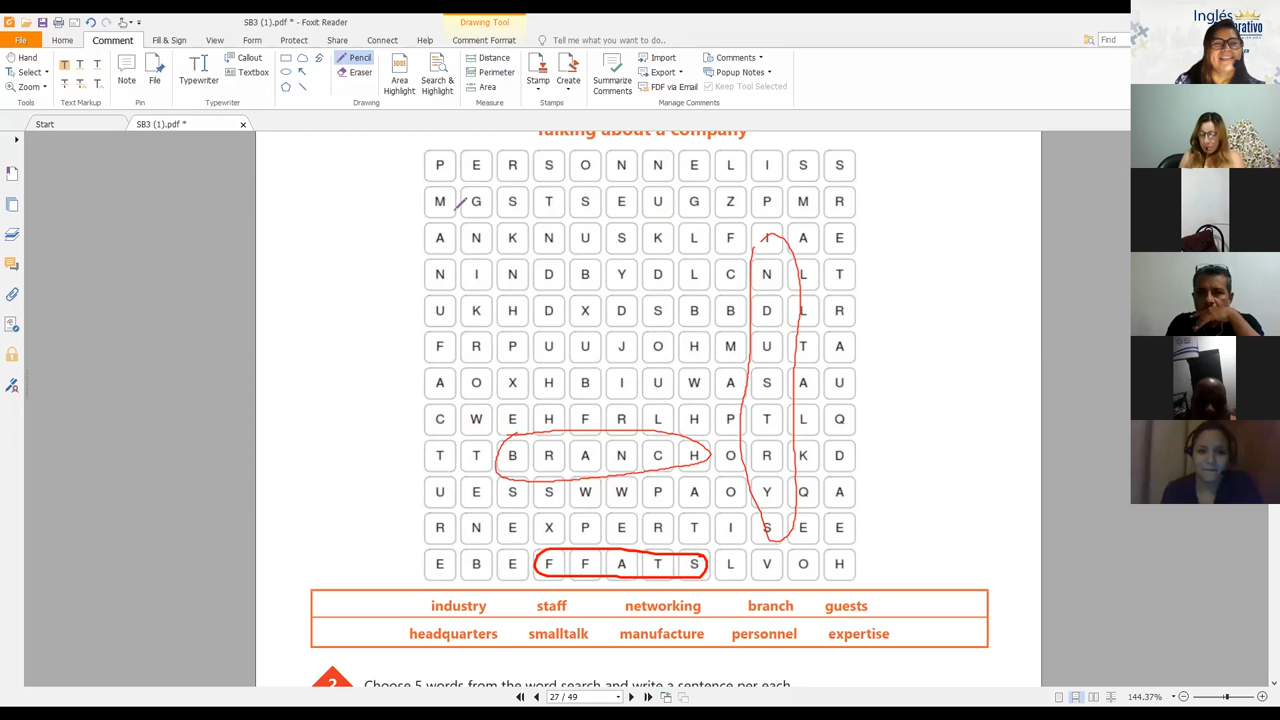 SB3 (1).pdf * - Foxit Reader
Drawing Tool
File Home Comment Fill & Sign View Form Protect Share Connect Help Comment Format Tell me what you want to do... Find
Hand
Select
Zoom
Tools
Text Markup
Note
File
Pin
Typewriter
Callout
Textbox
Typewriter
Pencil
Eraser
Drawing
Area Highlight
Search & Highlight
Distance
Perimeter
Area
Measure
Stamp
Create
Stamps
Summarize Comments
Import
Export
FDF via Email
Comments
Popup Notes
Keep Tool Selected
Manage Comments
Start SB3 (1).pdf *
Talking about a company
P E R S O N N E L I S S
M G S T S E U G Z P M R
A N K N U S K L F I A E
N I N D B Y D L C N L T
U K H D X D S B B D L R
F R P U U J O H M U T A
A O X H B I U W A S A U
C W E H F R L H P T L Q
T T B R A N C H O R K D
U E S S W W P A O Y Q A
R N E X P E R T I S E E
E B E F F A T S L V O H
industry staff networking branch guests
headquarters smalltalk manufacture personnel expertise
2 Choose 5 words from the word search and write a sentence per each.
27 / 49
144.37%
Inglés